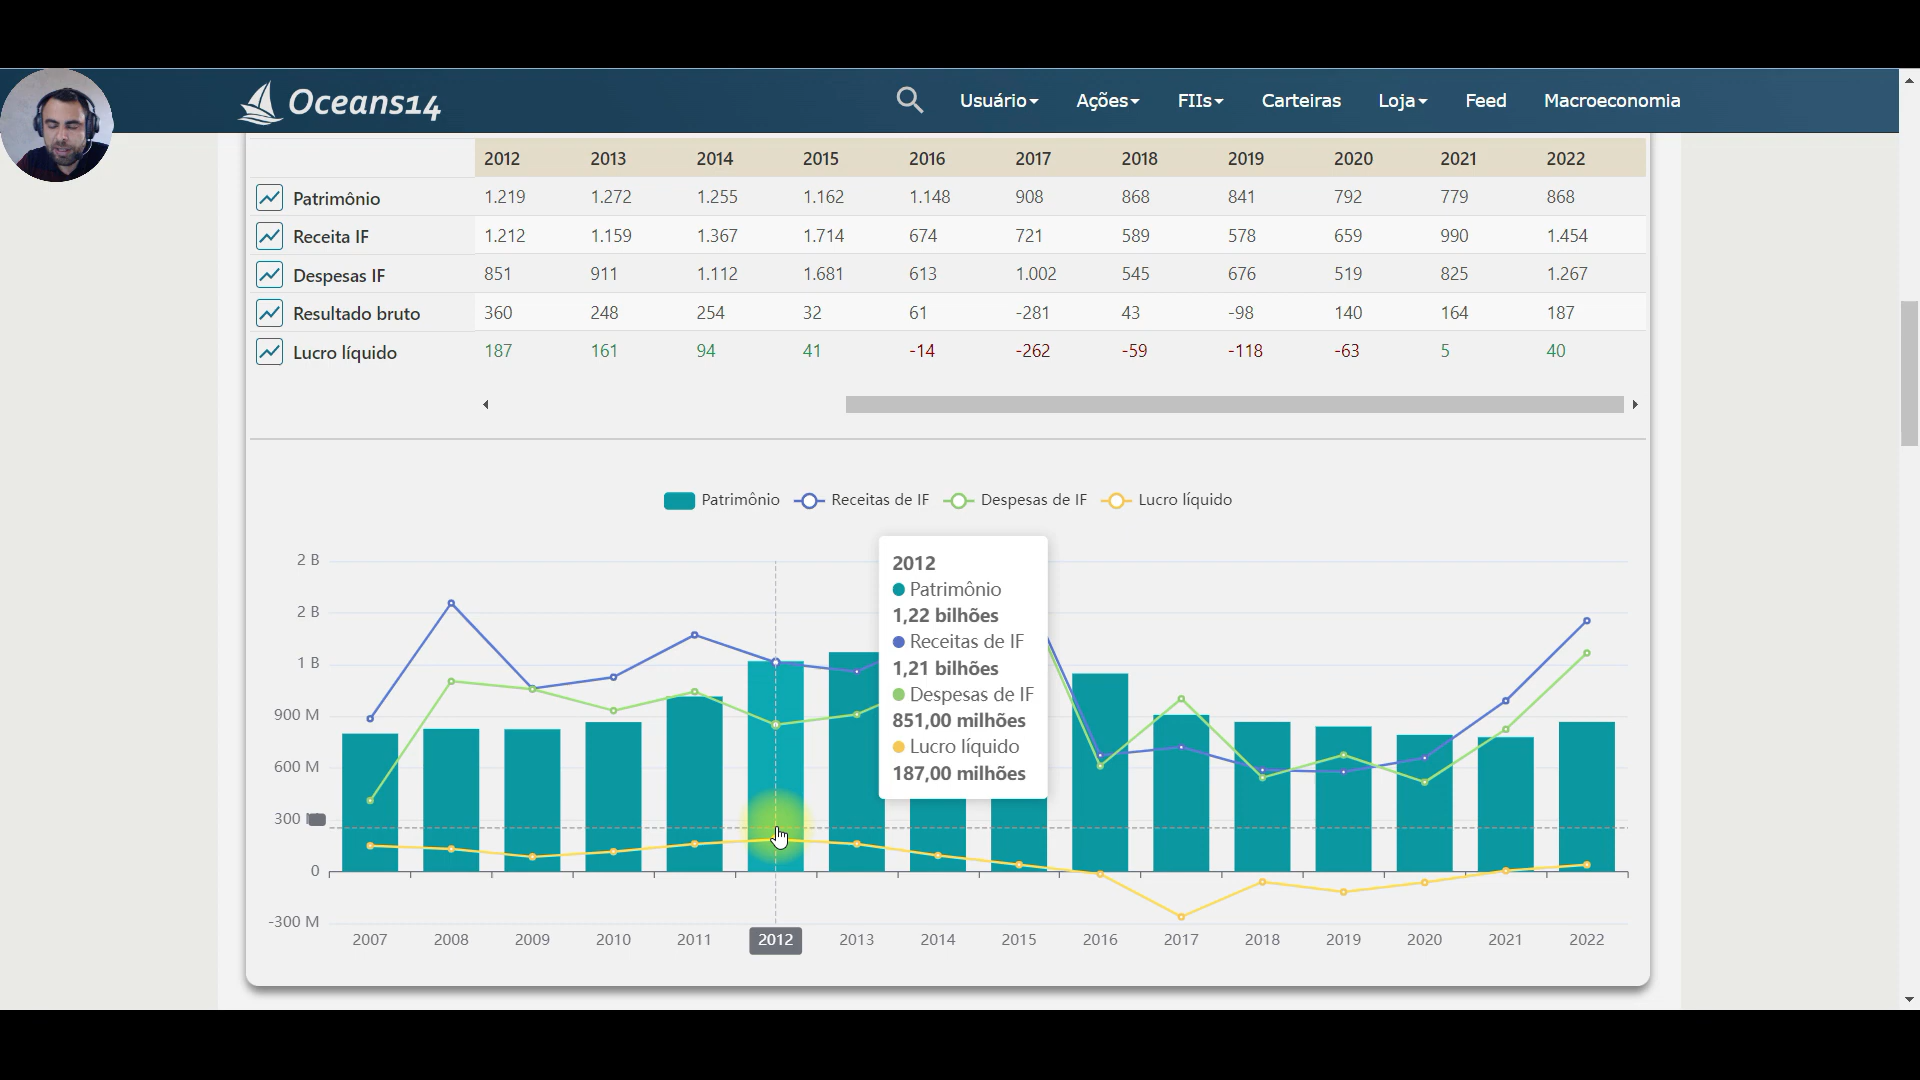 Oceans14
Usuário Ações FIIs Carteiras Loja Feed Macroeconomia
2012 2013 2014 2015 2016 2017 2018 2019 2020 2021 2022
Patrimônio 1.219 1.272 1.255 1.162 1.148 908 868 841 792 779 868
Receita IF 1.212 1.159 1.367 1.714 674 721 589 578 659 990 1.454
Despesas IF 851 911 1.112 1.681 613 1.002 545 676 519 825 1.267
Resultado bruto 360 248 254 32 61 -281 43 -98 140 164 187
Lucro líquido 187 161 94 41 -14 -262 -59 -118 -63 5 40
Patrimônio Receitas de IF Despesas de IF Lucro líquido
2 B
2 B
1 B
900 M
600 M
300
0
-300 M
2012
Patrimônio
1,22 bilhões
Receitas de IF
1,21 bilhões
Despesas de IF
851,00 milhões
Lucro líquido
187,00 milhões
2007 2008 2009 2010 2011 2012 2013 2014 2015 2016 2017 2018 2019 2020 2021 2022